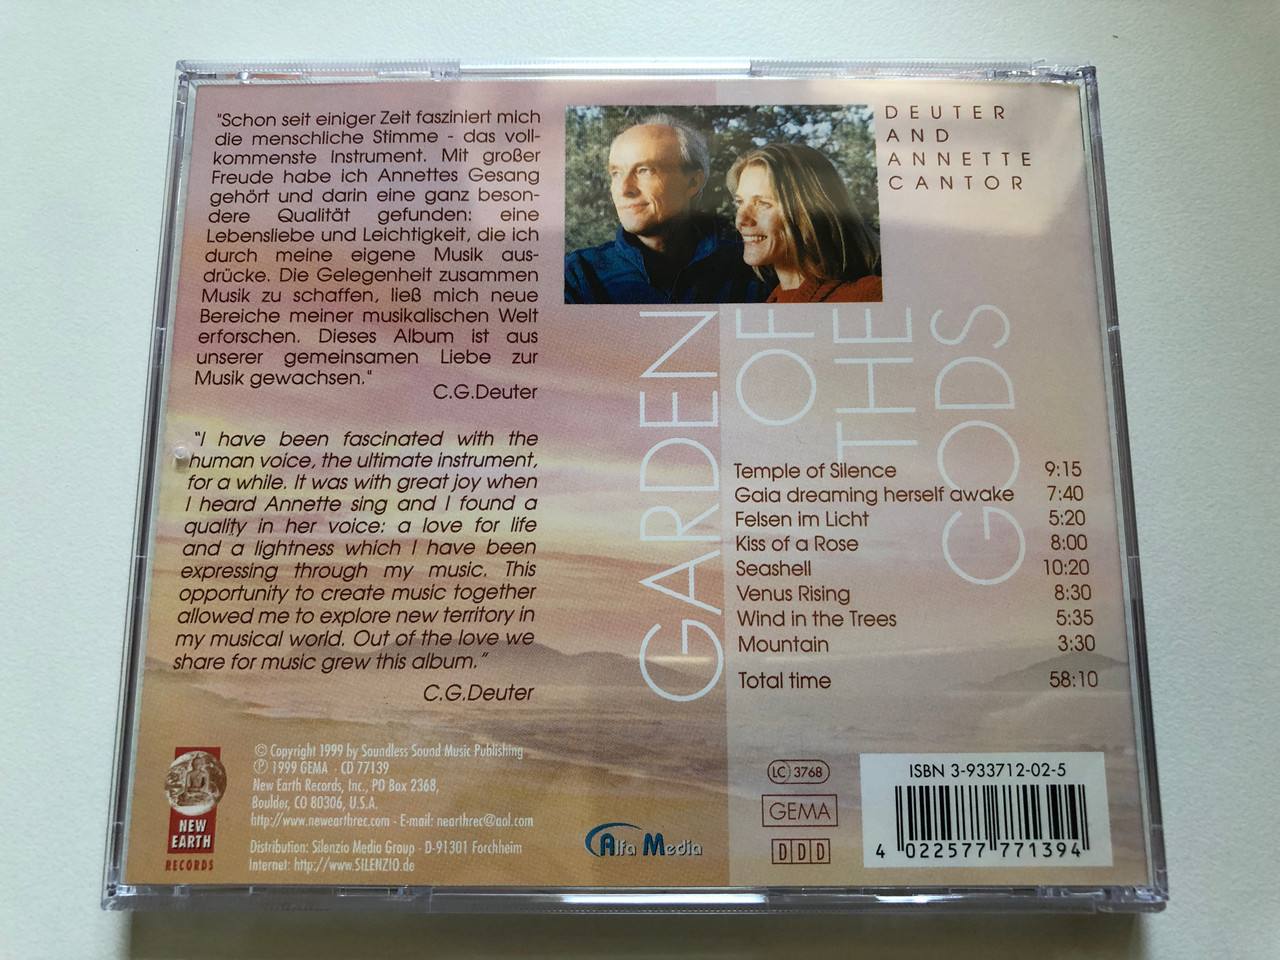 "Schon seit einiger Zeit fasziniert mich
die menschliche Stimme - das voll-
kommenste Instrument. Mit großer
Freude habe ich Annettes Gesang
gehört und darin eine ganz beson-
dere Qualität gefunden: eine
Lebensliebe und Leichtigkeit, die ich
durch meine eigene Musik aus-
drücke. Die Gelegenheit zusammen
Musik zu schaffen, ließ mich neue
Bereiche meiner musikalischen Welt
erforschen. Dieses Album ist aus
unserer gemeinsamen Liebe zur
Musik gewachsen."
C.G.Deuter
"I have been fascinated with the
human voice, the ultimate instrument,
for a while. It was with great joy when
I heard Annette sing and I found a
quality in her voice: a love for life
and a lightness which I have been
expressing through my music. This
opportunity to create music together
allowed me to explore new territory in
my musical world. Out of the love we
share for music grew this album."
C.G.Deuter
DEUTER
AND
ANNETTE
CANTOR
GARDEN
OF
THE
GODS
Temple of Silence 9:15
Gaia dreaming herself awake 7:40
Felsen im Licht 5:20
Kiss of a Rose 8:00
Seashell 10:20
Venus Rising 8:30
Wind in the Trees 5:35
Mountain 3:30
Total time 58:10
NEW
EARTH
RECORDS
© Copyright 1999 by Soundless Sound Music Publishing
℗ 1999 GEMA · CD 77139
New Earth Records, Inc., PO Box 2368,
Boulder, CO 80306, U.S.A.
http://www.newearthrec.com - E-mail: nearthrec@aol.com
Distribution: Silenzio Media Group - D-91301 Forchheim
Internet: http://www.SILENZIO.de
Alfa Media
LC 3768
GEMA
DDD
ISBN 3-933712-02-5
4 022577 771394